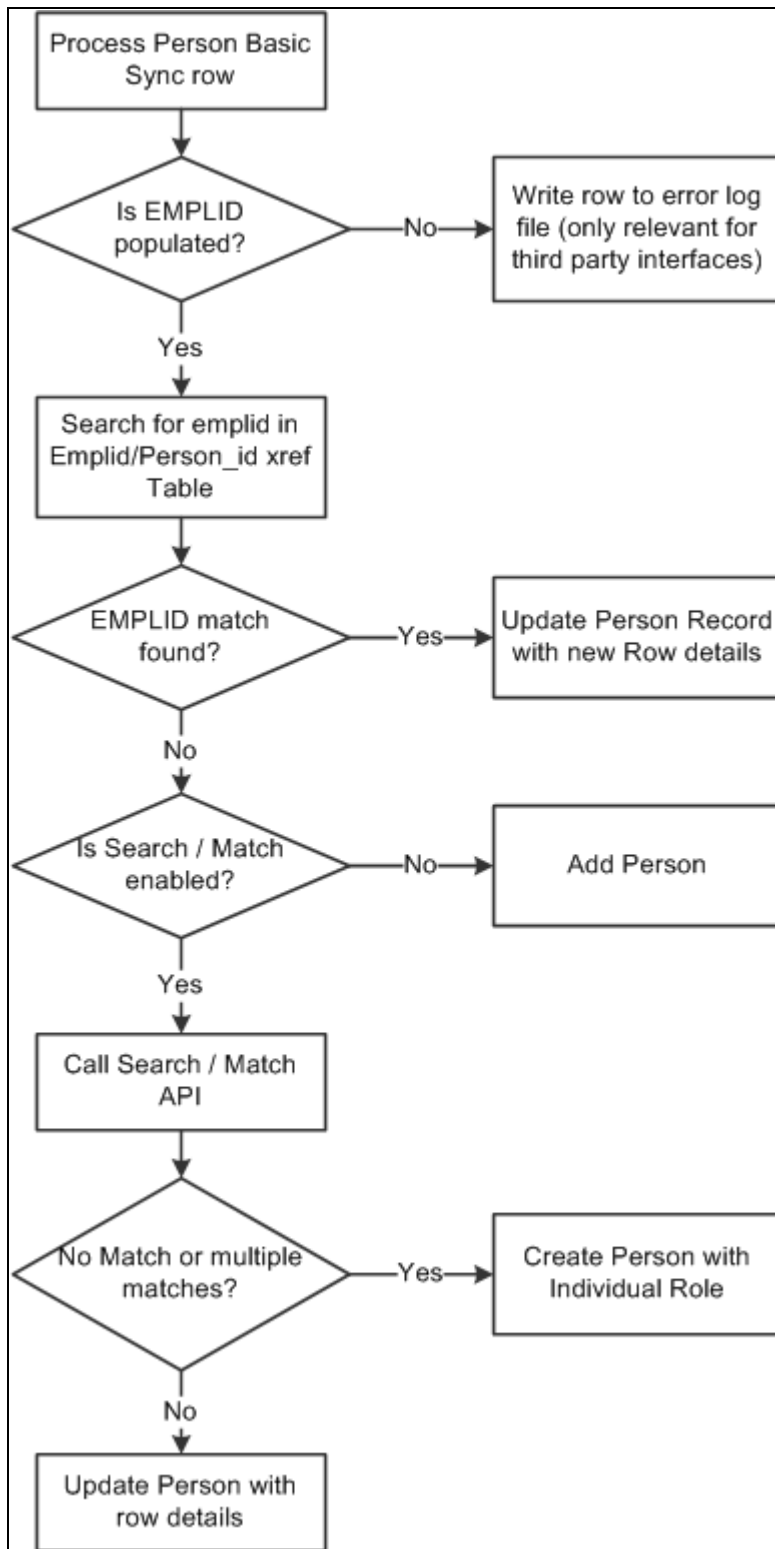 Process Person Basic
Sync row
Is EMPLID
populated?
No
Write row to error log
file (only relevant for
third party interfaces)
Yes
Search for emplid in
Emplid/Person_id xref
Table
EMPLID match
found?
Yes
Update Person Record
with new Row details
No
Is Search / Match
enabled?
No
Add Person
Yes
Call Search / Match
API
No Match or multiple
matches?
Yes
Create Person with
Individual Role
No
Update Person with
row details